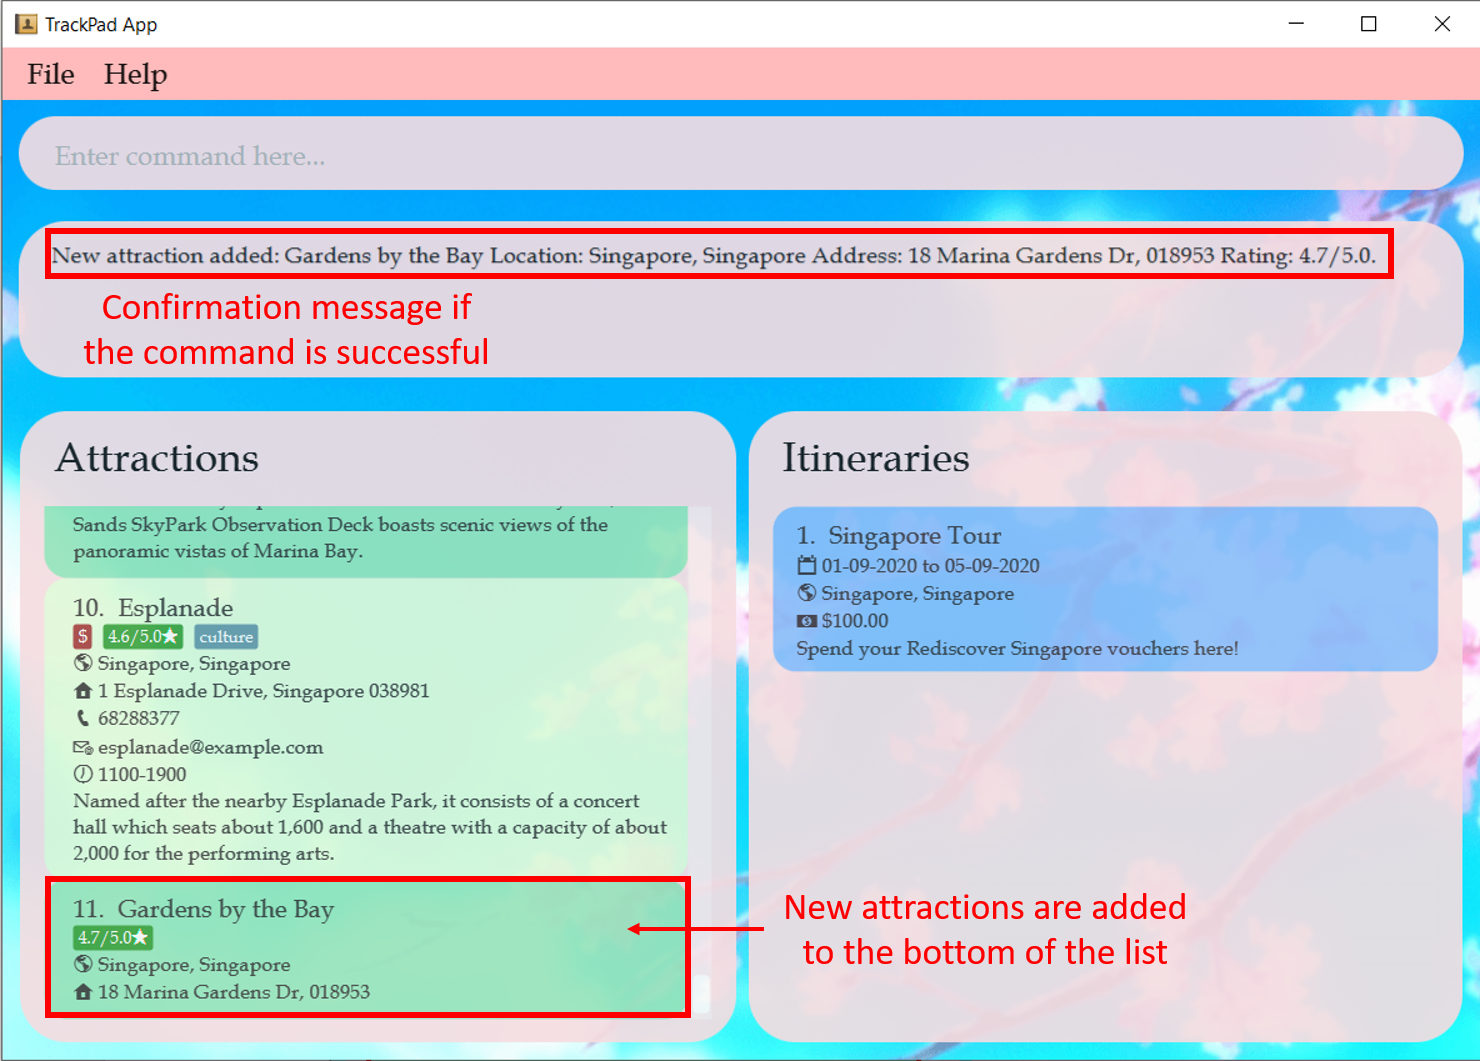 TrackPad App
File Help
Enter command here...
New attraction added: Gardens by the Bay Location: Singapore, Singapore Address: 18 Marina Gardens Dr, 018953 Rating: 4.7/5.0.
Confirmation message if
the command is successful
Attractions
Sands SkyPark Observation Deck boasts scenic views of the
panoramic vistas of Marina Bay.
10. Esplanade
$ 4.6/5.0★ culture
Singapore, Singapore
1 Esplanade Drive, Singapore 038981
68288377
esplanade@example.com
1100-1900
Named after the nearby Esplanade Park, it consists of a concert
hall which seats about 1,600 and a theatre with a capacity of about
2,000 for the performing arts.
11. Gardens by the Bay
4.7/5.0★
Singapore, Singapore
18 Marina Gardens Dr, 018953
Itineraries
1. Singapore Tour
01-09-2020 to 05-09-2020
Singapore, Singapore
$100.00
Spend your Rediscover Singapore vouchers here!
New attractions are added
to the bottom of the list